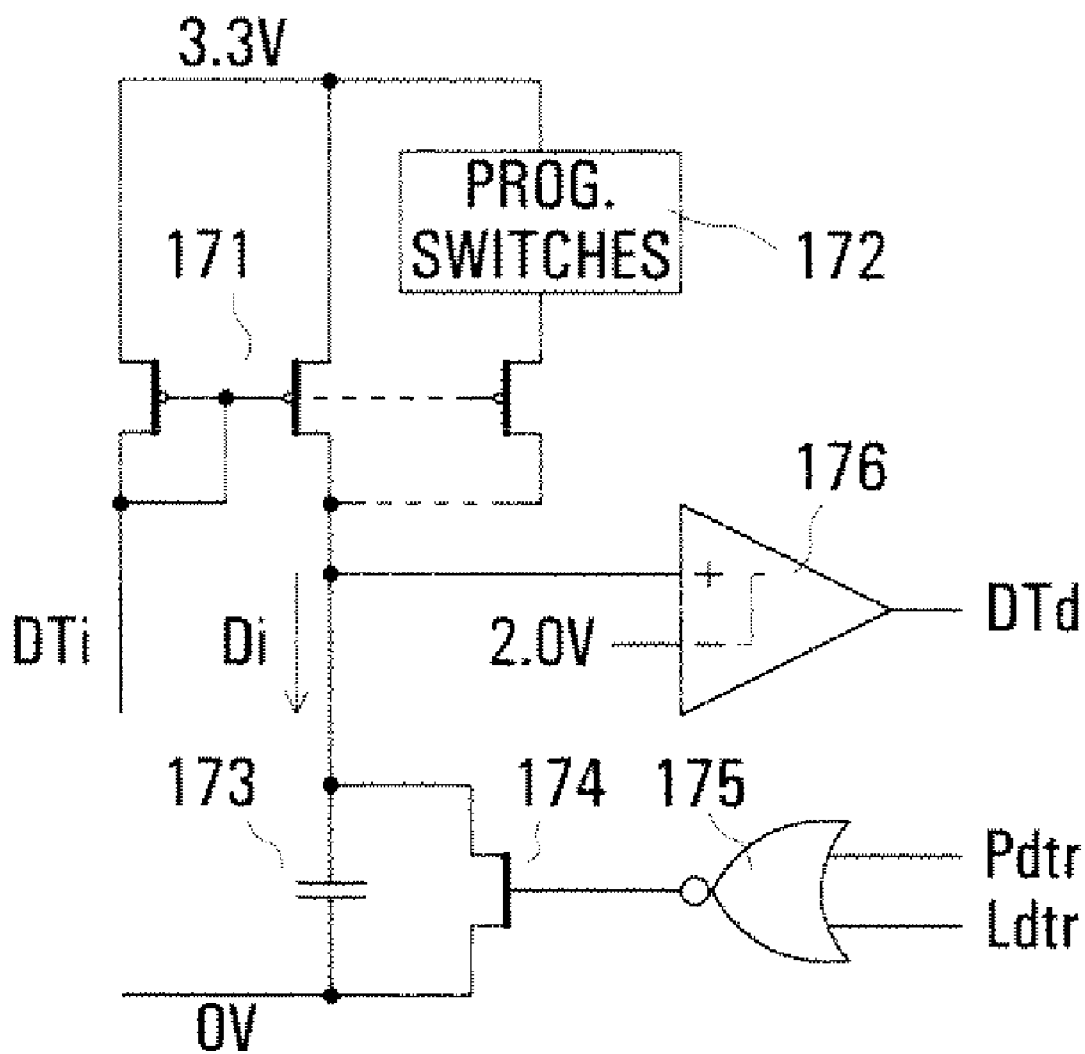 3.3V
PROG.
SWITCHES
171
172
176
DTi
Di
2.0V
+
DTd
173
174
175
Pdtr
Ldtr
0V